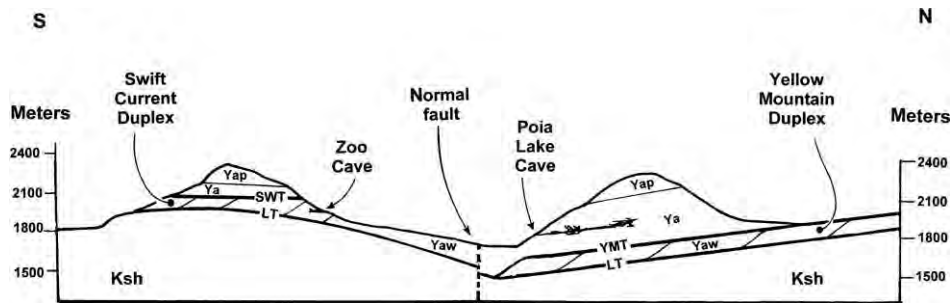 S
N
Swift
Current
Duplex
Normal
fault
Poia
Lake
Cave
Yellow
Mountain
Duplex
Meters
Meters
Zoo
Cave
2400
2100
1800
1500
2400
2100
1800
1500
Yap
Ya
SWT
LT
Yaw
Ksh
Yap
Ya
YMT
Yaw
LT
Ksh